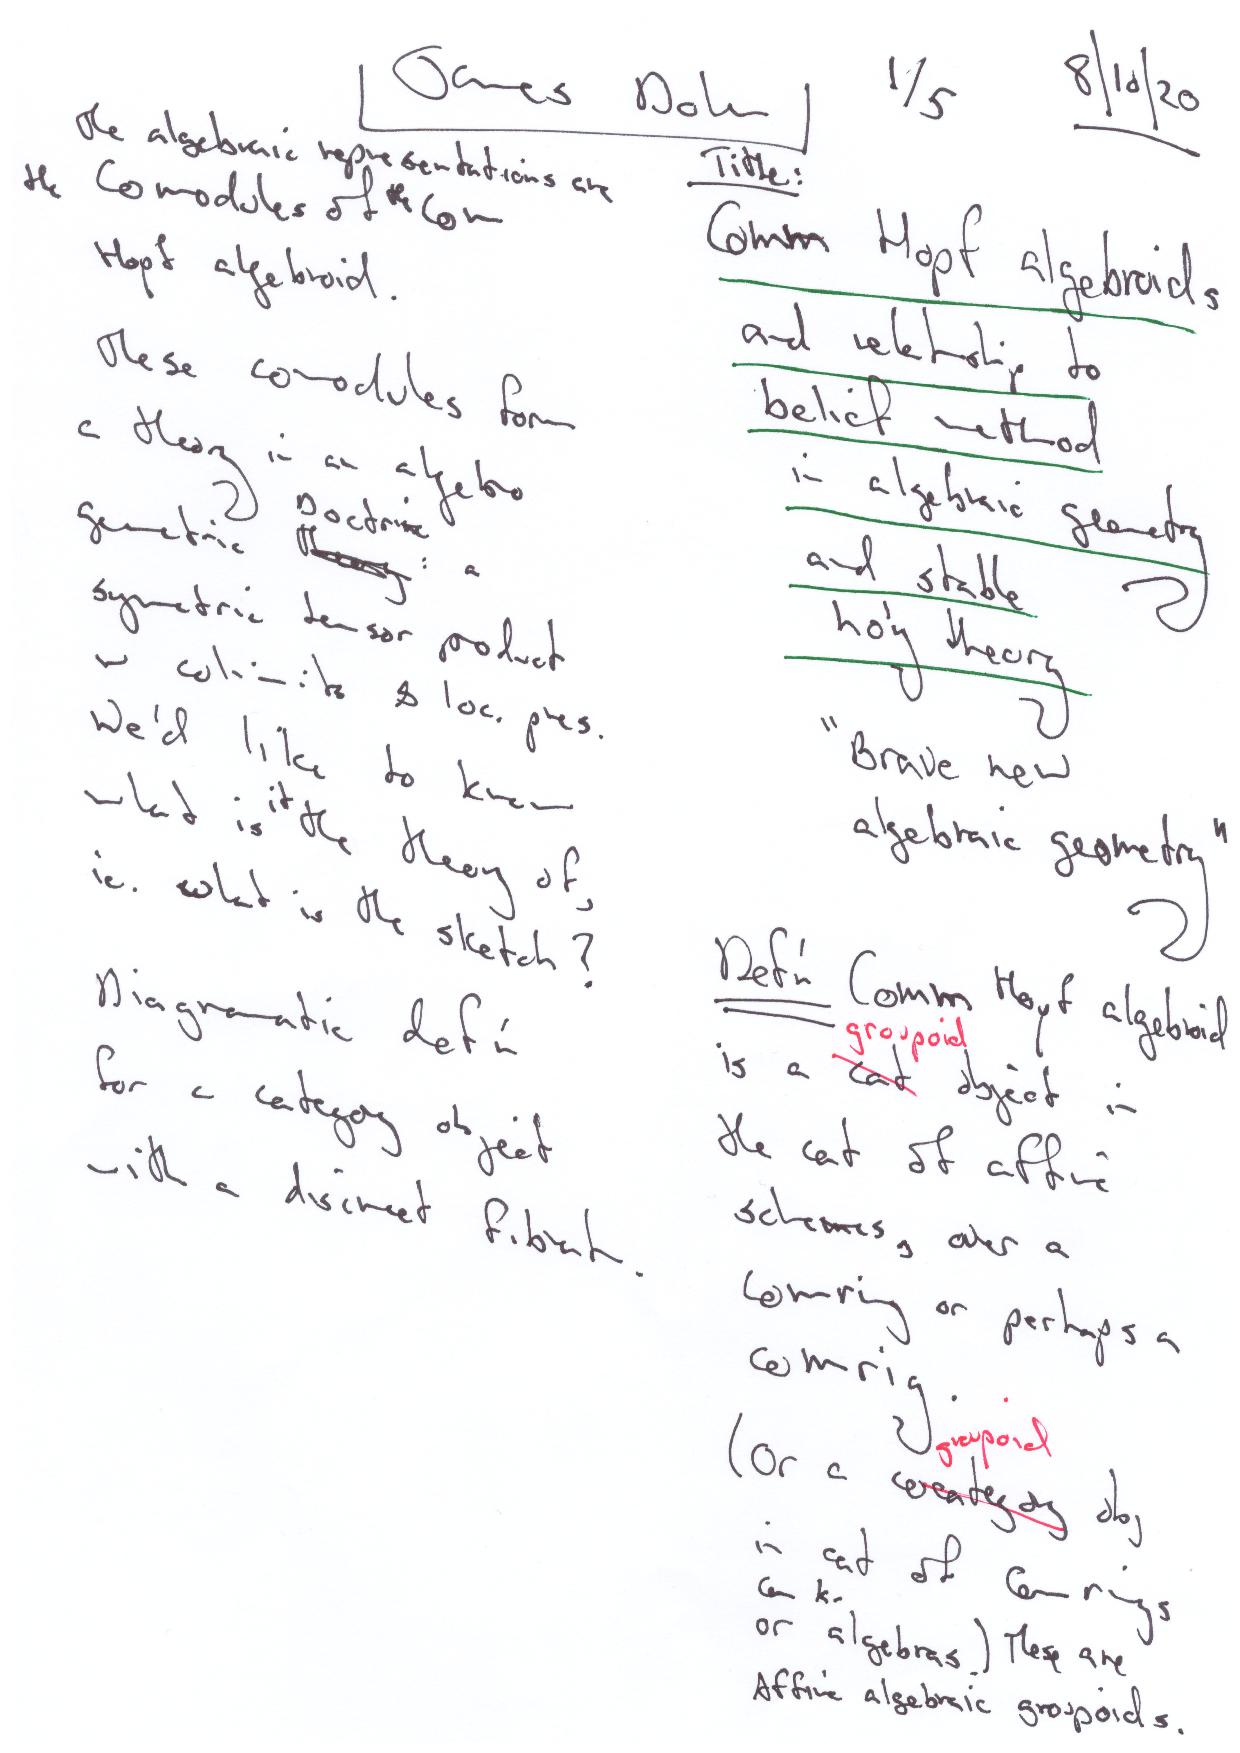 James Dolan 1/5 8/10/20
Title:
Comm Hopf algebroids
and relationship to
belief method
in algebraic geometry
and stable
ho'y theory
"Brave new
algebraic geometry"
Def'n Comm Hopf algebroid
groupoid
is a cat object in
the cat of affine
schemes, over a
comring or perhaps a
comrig.
groupoid
(Or a cocategory obj
in cat of comrings
com k.
or algebras.) These are
Affine algebraic groupoids.
the algebraic representations are
the Comodules of the Com
Hopf algebroid.
These comodules form
a theory in an algebro
geometric Doctrine : a
symetric tensor product
w colimits & loc. pres.
We'd like to know
what is it the theory of,
ie. what is the sketch?
Diagramatic def'n
for a category object
with a discreet fibrat.